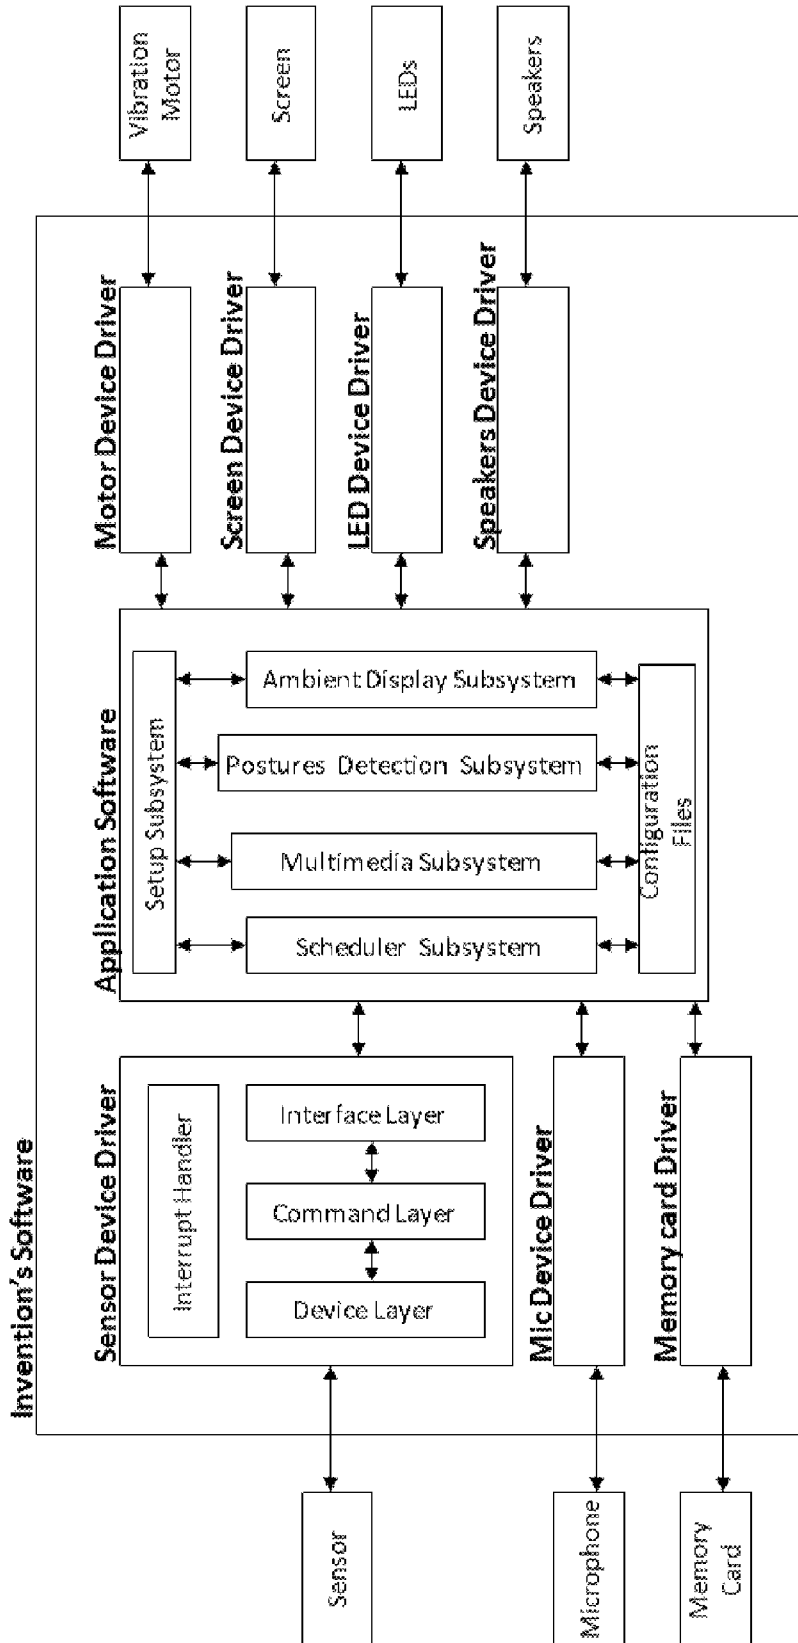 Invention's Software
Sensor
Microphone
Memory
Card
Sensor Device Driver
Interrupt Handler
Device Layer
Command Layer
Interface Layer
Mic Device Driver
Memory card Driver
Application Software
Setup Subsystem
Scheduler Subsystem
Multimedia Subsystem
Postures Detection Subsystem
Ambient Display Subsystem
Configuration
Files
Motor Device Driver
Screen Device Driver
LED Device Driver
Speakers Device Driver
Vibration
Motor
Screen
LEDs
Speakers